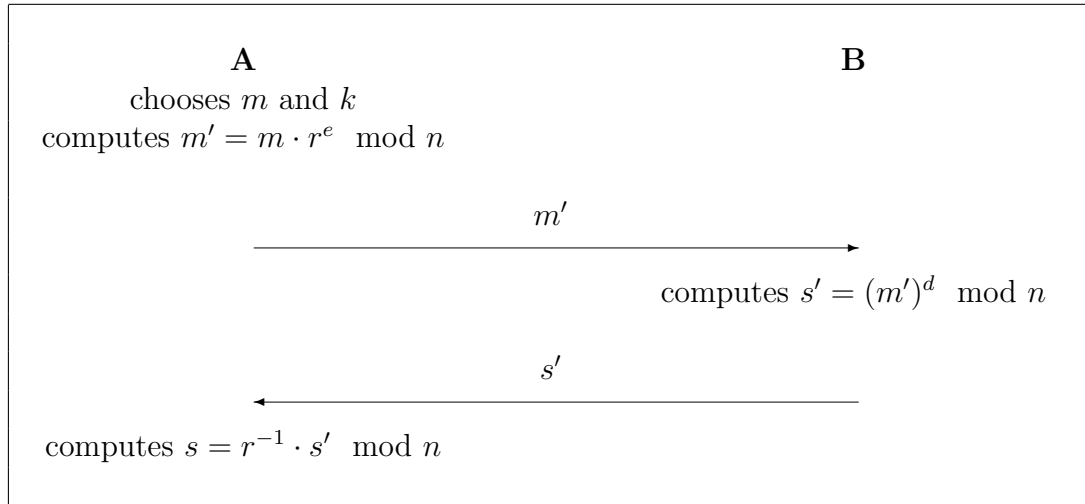 A B
chooses m and k
computes m′ = m · r^e mod n
m′
computes s′ = (m′)^d mod n
s′
computes s = r^{−1} · s′ mod n